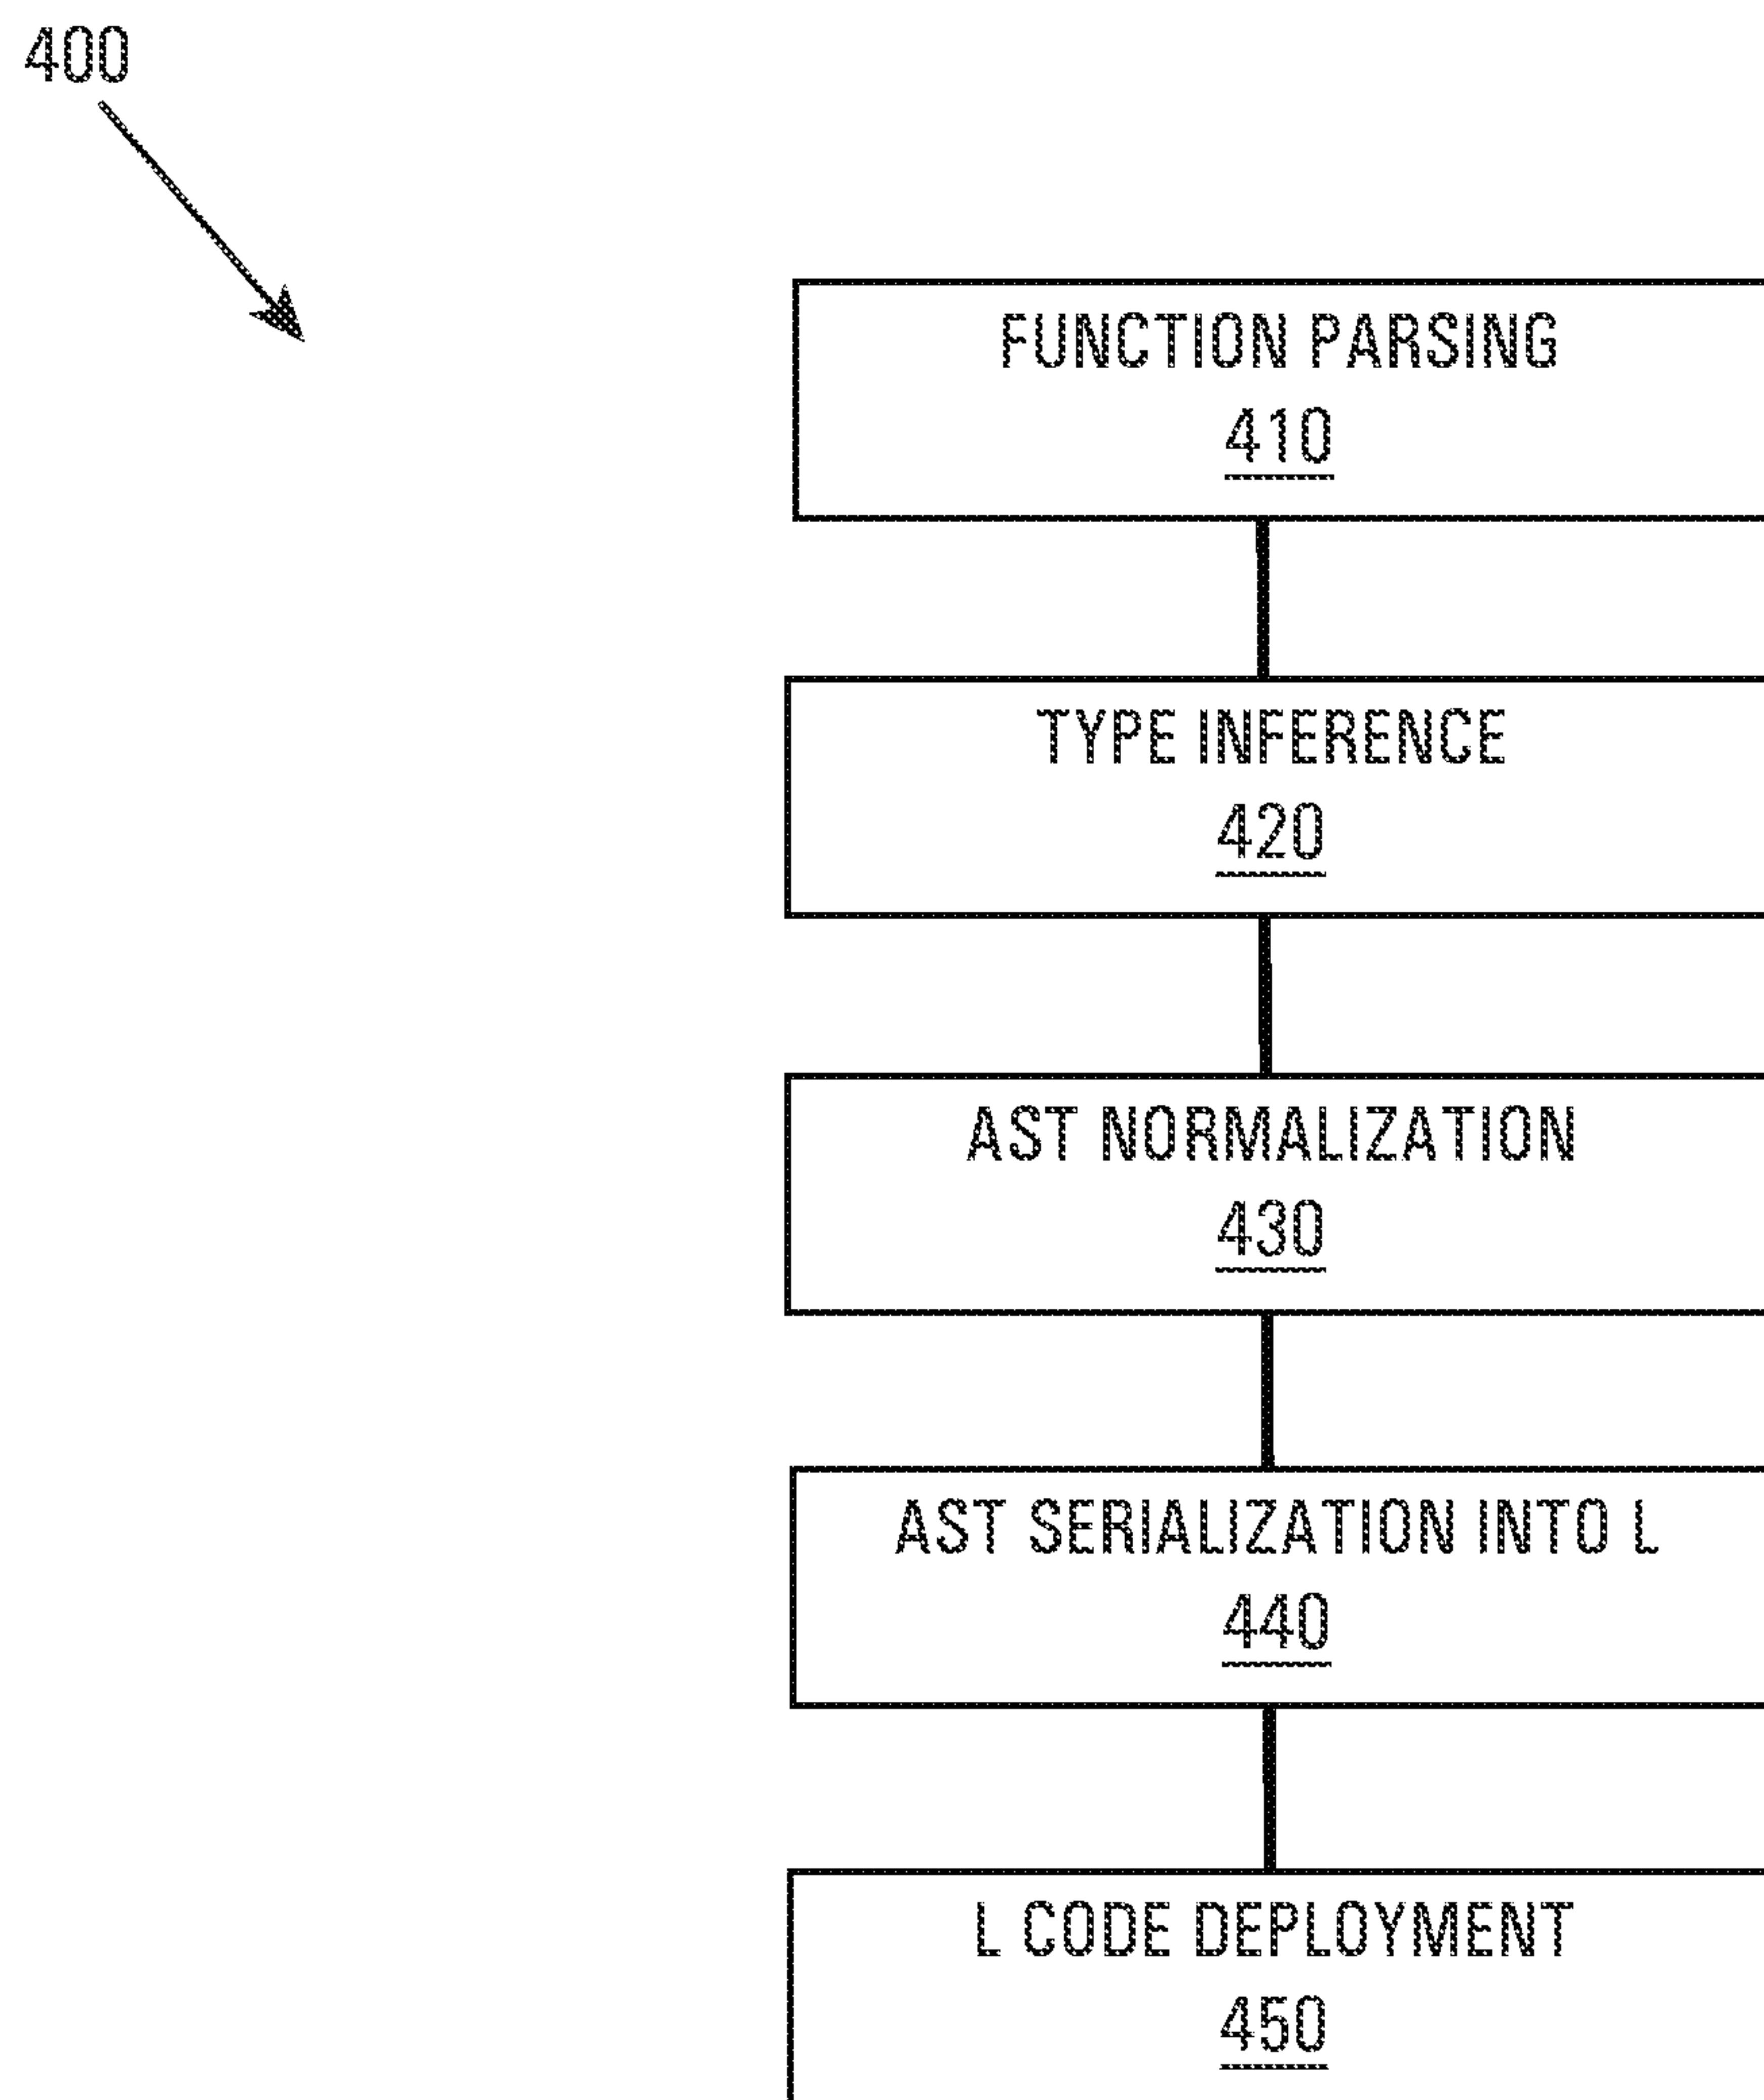 400
FUNCTION PARSING
410
TYPE INFERENCE
420
AST NORMALIZATION
430
AST SERIALIZATION INTO L
440
L CODE DEPLOYMENT
450